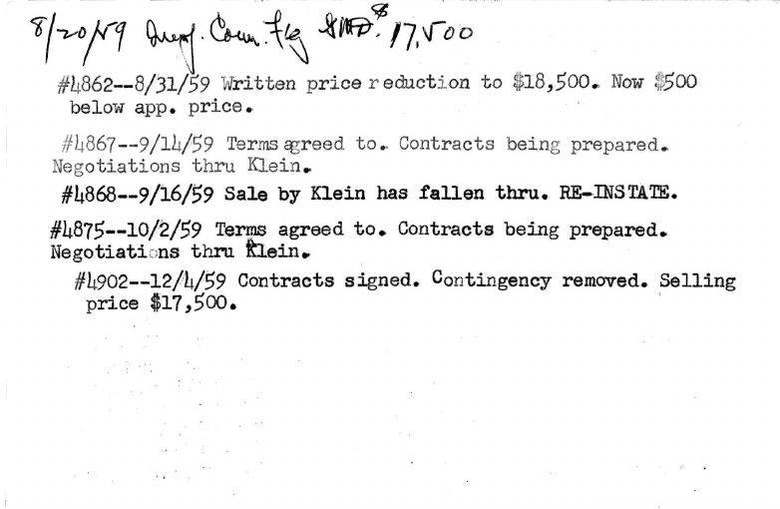 8/20/59 $17,500
#4862--8/31/59 Written price reduction to $18,500. Now $500
below app. price.
#4867--9/14/59 Terms agreed to. Contracts being prepared.
Negotiations thru Klein.
#4868--9/16/59 Sale by Klein has fallen thru. RE-INSTATE.
#4875--10/2/59 Terms agreed to. Contracts being prepared.
Negotiations thru Klein.
#4902--12/4/59 Contracts signed. Contingency removed. Selling
price $17,500.